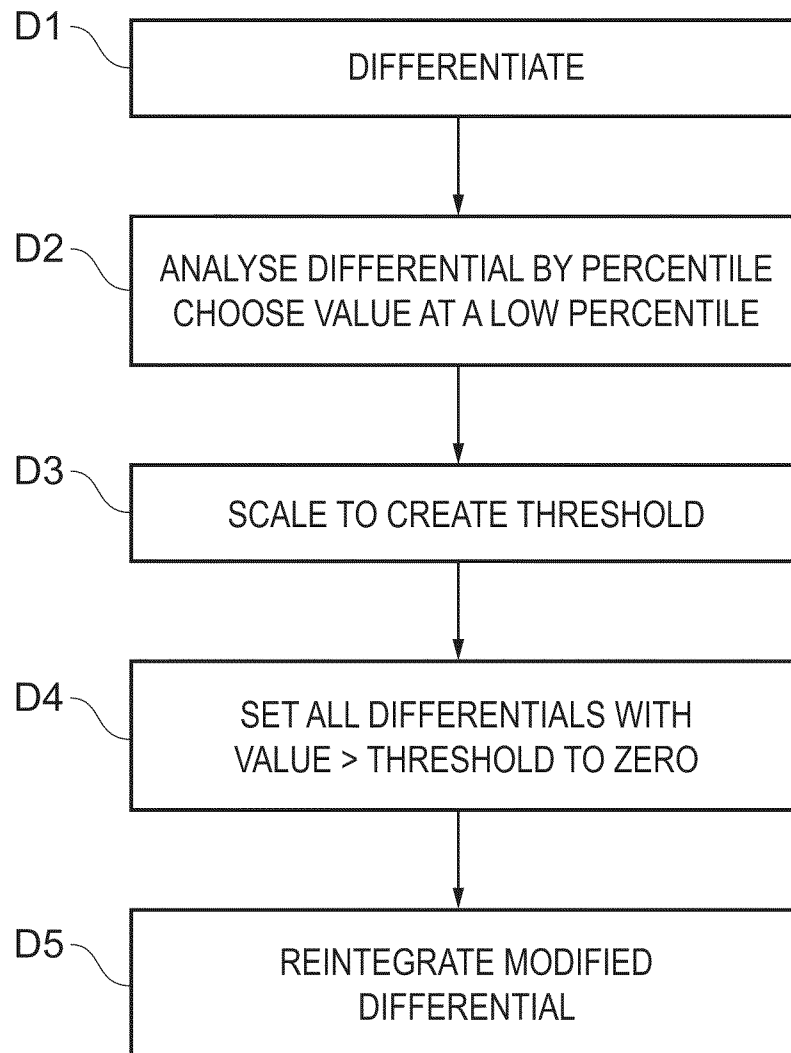 D1
DIFFERENTIATE
D2
ANALYSE DIFFERENTIAL BY PERCENTILE
CHOOSE VALUE AT A LOW PERCENTILE
D3
SCALE TO CREATE THRESHOLD
D4
SET ALL DIFFERENTIALS WITH
VALUE > THRESHOLD TO ZERO
D5
REINTEGRATE MODIFIED
DIFFERENTIAL